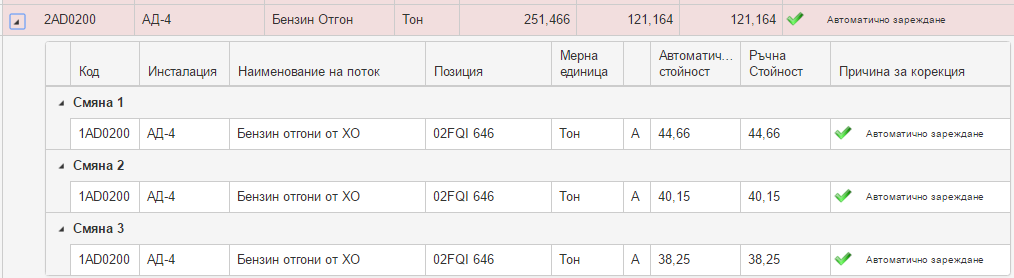 2AD0200 АД-4 Бензин Отгон Тон 251,466 121,164 121,164 Автоматично зареждане
Код Инсталация Наименование на поток Позиция Мерна единица Автоматич... стойност Ръчна Стойност Причина за корекция
Смяна 1
1AD0200 АД-4 Бензин отгони от ХО 02FQI 646 Тон А 44,66 44,66 Автоматично зареждане
Смяна 2
1AD0200 АД-4 Бензин отгони от ХО 02FQI 646 Тон А 40,15 40,15 Автоматично зареждане
Смяна 3
1AD0200 АД-4 Бензин отгони от ХО 02FQI 646 Тон А 38,25 38,25 Автоматично зареждане